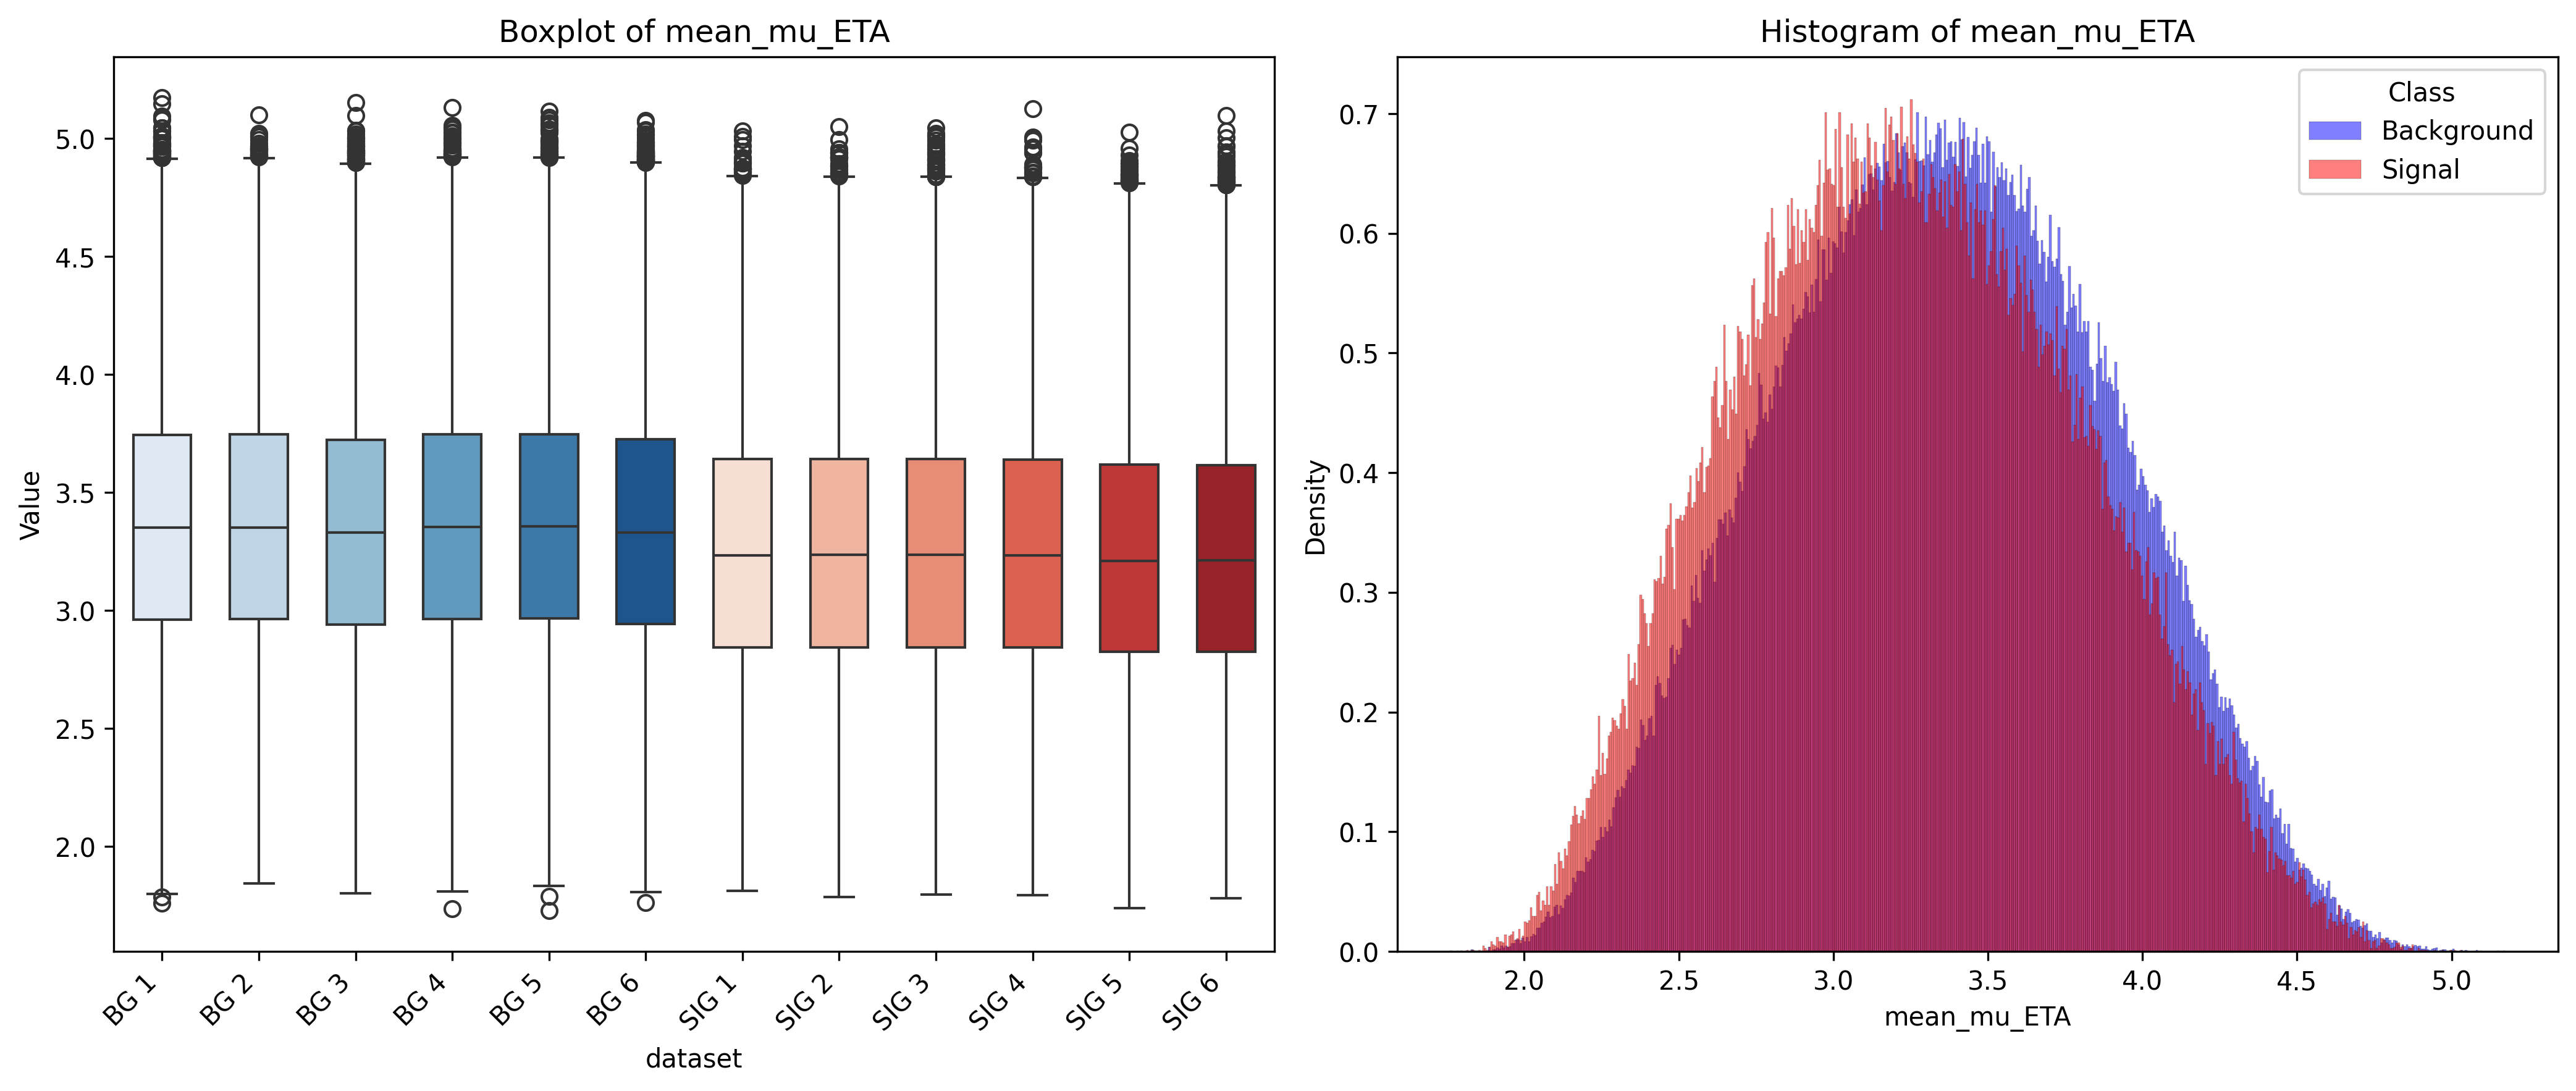 Boxplot of mean_mu_ETA
Value
5.0
4.5
4.0
3.5
3.0
2.5
2.0
BG 1
BG 2
BG 3
BG 4
BG 5
BG 6
SIG 1
SIG 2
SIG 3
SIG 4
SIG 5
SIG 6
dataset
Histogram of mean_mu_ETA
Class
Background
Signal
Density
0.7
0.6
0.5
0.4
0.3
0.2
0.1
0.0
2.0
2.5
3.0
3.5
4.0
4.5
5.0
mean_mu_ETA